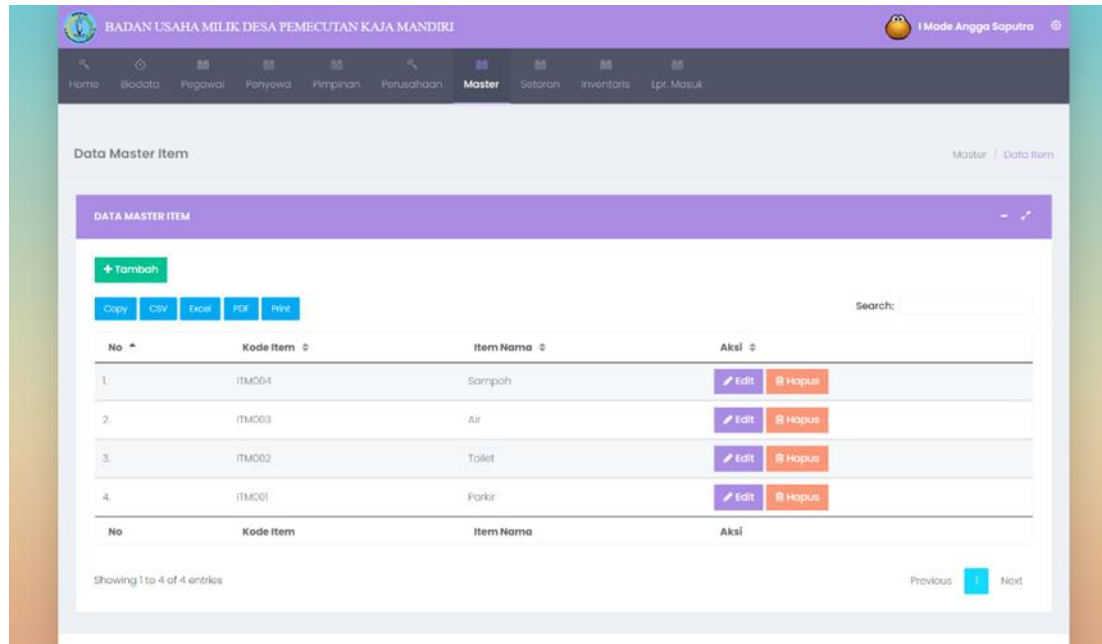 BADAN USAHA MILIK DESA PEMECUTAN KAJA MANDIRI
I Made Angga Saputra
Home Biodata Pegawai Penyewa Pimpinan Perusahaan Master Setoran Inventaris Lpr. Masuk
Data Master Item
Master / Data Item
DATA MASTER ITEM
+ Tambah
Copy CSV Excel PDF Print
Search:
No Kode Item Item Nama Aksi
1. ITM004 Sampah Edit Hapus
2. ITM003 Air Edit Hapus
3. ITM002 Toilet Edit Hapus
4. ITM001 Parkir Edit Hapus
No Kode Item Item Nama Aksi
Showing 1 to 4 of 4 entries
Previous 1 Next